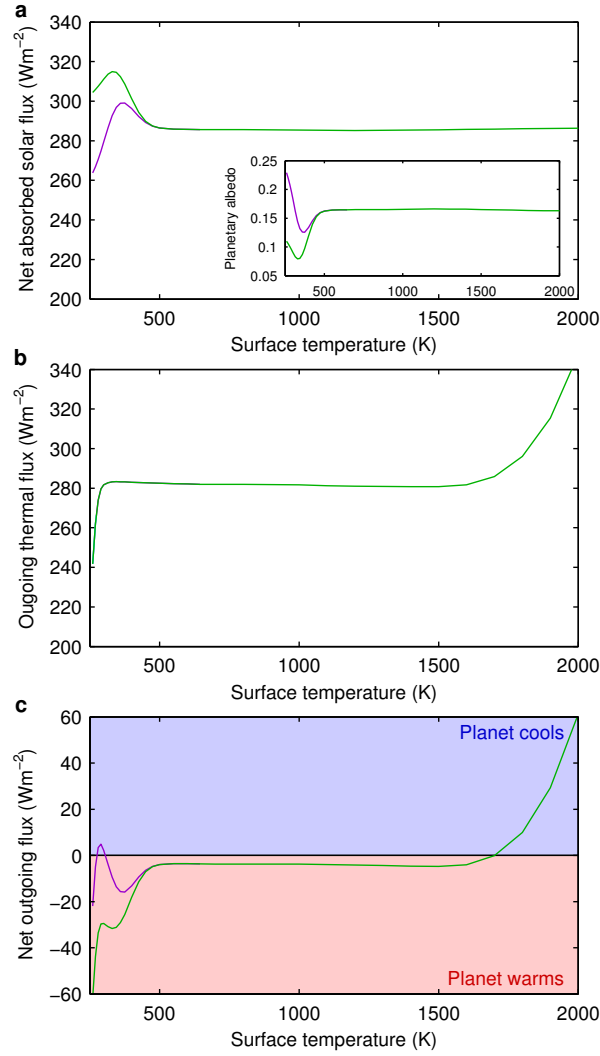 a
340
320
300
280
260
240
220
200
Net absorbed solar flux (Wm−2)
0.25
0.2
0.15
0.1
0.05
Planetary albedo
500 1000 1500 2000
500 1000 1500 2000
Surface temperature (K)
b
340
320
300
280
260
240
220
200
Ougoing thermal flux (Wm−2)
500 1000 1500 2000
Surface temperature (K)
c
60
40
20
0
−20
−40
−60
Net outgoing flux (Wm−2)
Planet cools
Planet warms
500 1000 1500 2000
Surface temperature (K)